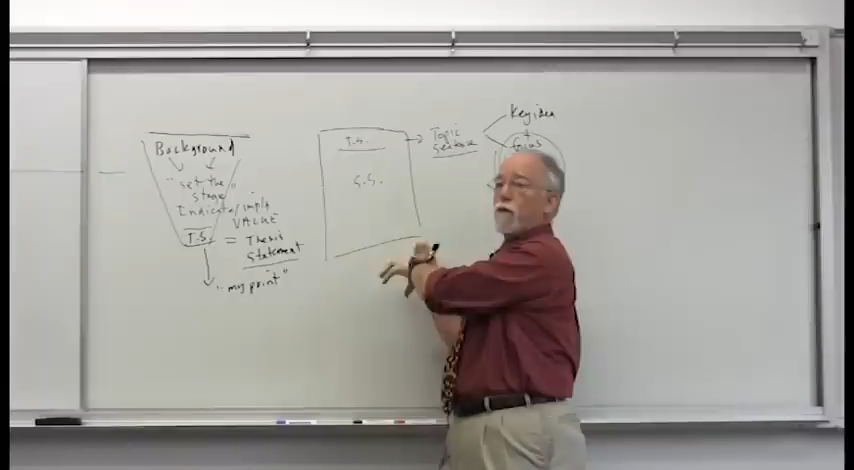 Background
"set the
stage"
Indicate/imply
VALUE
T.S. = Thesis
Statement
"my point"
T.S.
S.S.
Topic
Sentence
Key idea
+
focus